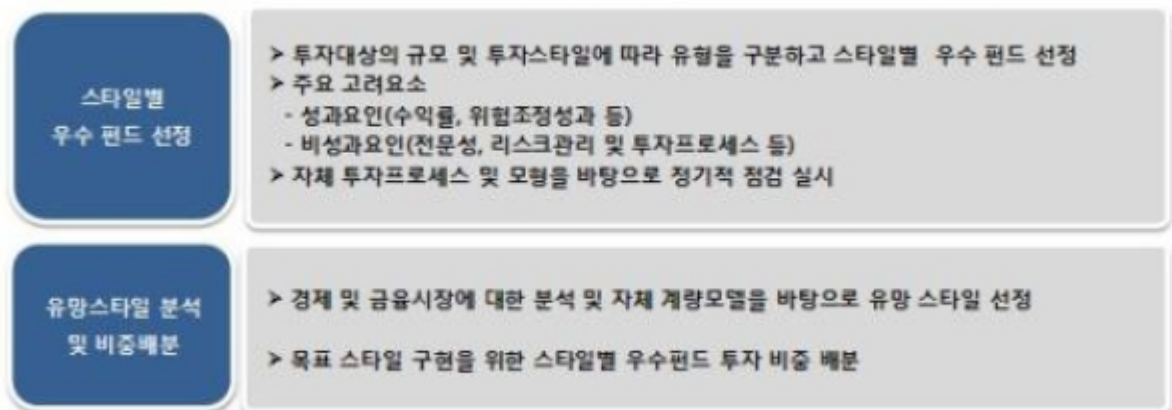 스타일별
우수 펀드 선정
➤ 투자대상의 규모 및 투자스타일에 따라 유형을 구분하고 스타일별 우수 펀드 선정
➤ 주요 고려요소
- 성과요인(수익률, 위험조정성과 등)
- 비성과요인(전문성, 리스크관리 및 투자프로세스 등)
➤ 자체 투자프로세스 및 모형을 바탕으로 정기적 점검 실시
유망스타일 분석
및 비중배분
➤ 경제 및 금융시장에 대한 분석 및 자체 계량모델을 바탕으로 유망 스타일 선정
➤ 목표 스타일 구현을 위한 스타일별 우수펀드 투자 비중 배분